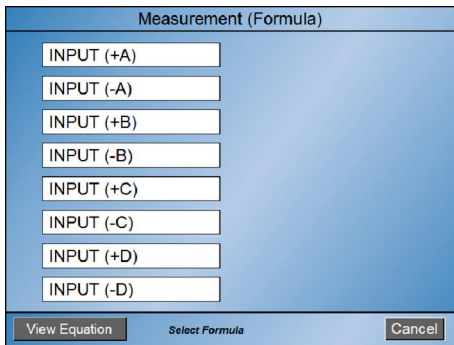 Measurement (Formula)
INPUT (+A)
INPUT (-A)
INPUT (+B)
INPUT (-B)
INPUT (+C)
INPUT (-C)
INPUT (+D)
INPUT (-D)
View Equation Select Formula Cancel